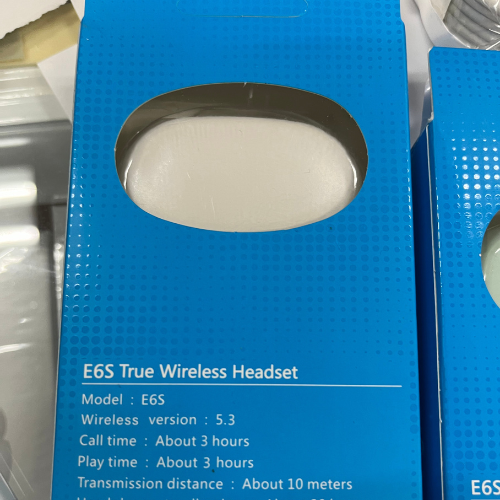 E6S True Wireless Headset
Model : E6S
Wireless version : 5.3
Call time : About 3 hours
Play time : About 3 hours
Transmission distance : About 10 meters
E6S